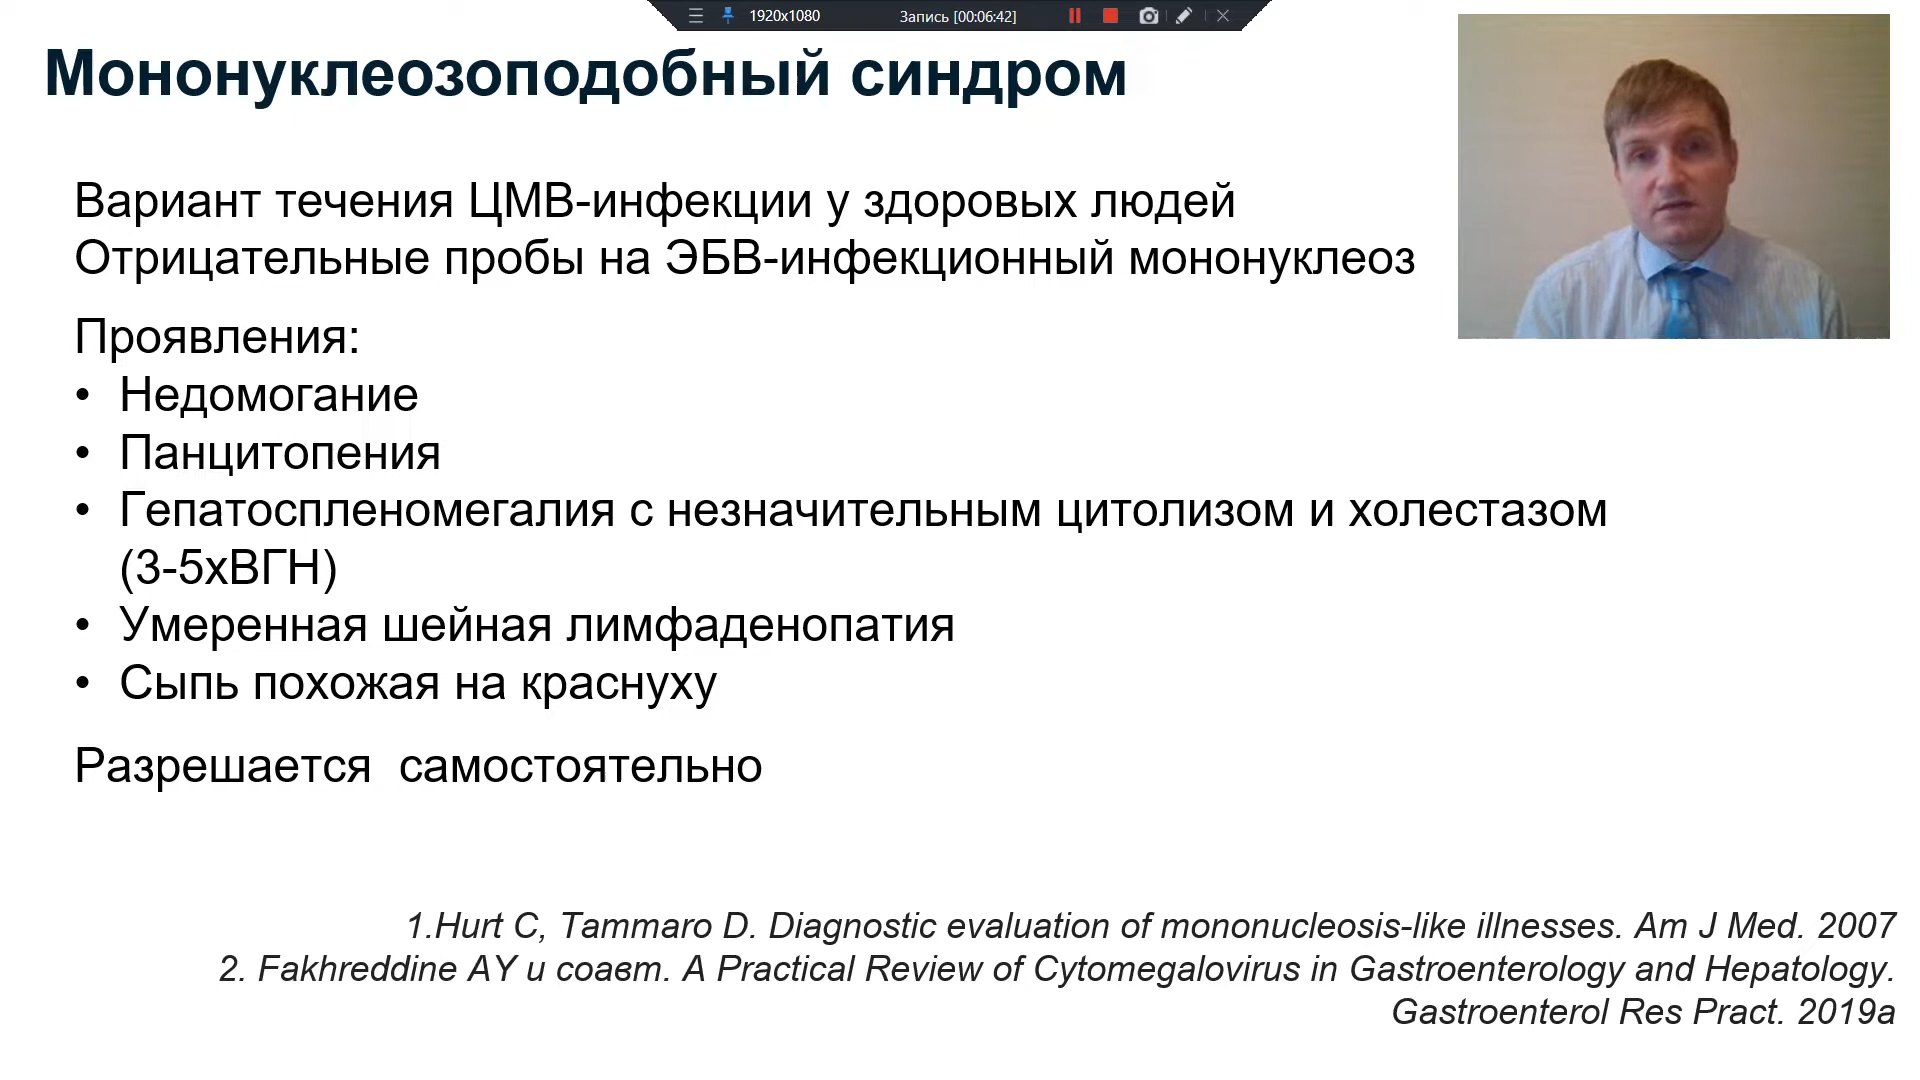 1920x1080 Запись [00:06:42]
Мононуклеозоподобный синдром
Вариант течения ЦМВ-инфекции у здоровых людей
Отрицательные пробы на ЭБВ-инфекционный мононуклеоз
Проявления:
• Недомогание
• Панцитопения
• Гепатоспленомегалия с незначительным цитолизом и холестазом
(3-5хВГН)
• Умеренная шейная лимфаденопатия
• Сыпь похожая на краснуху
Разрешается  самостоятельно
1.Hurt C, Tammaro D. Diagnostic evaluation of mononucleosis-like illnesses. Am J Med. 2007
2. Fakhreddine AY и соавт. A Practical Review of Cytomegalovirus in Gastroenterology and Hepatology.
Gastroenterol Res Pract. 2019a